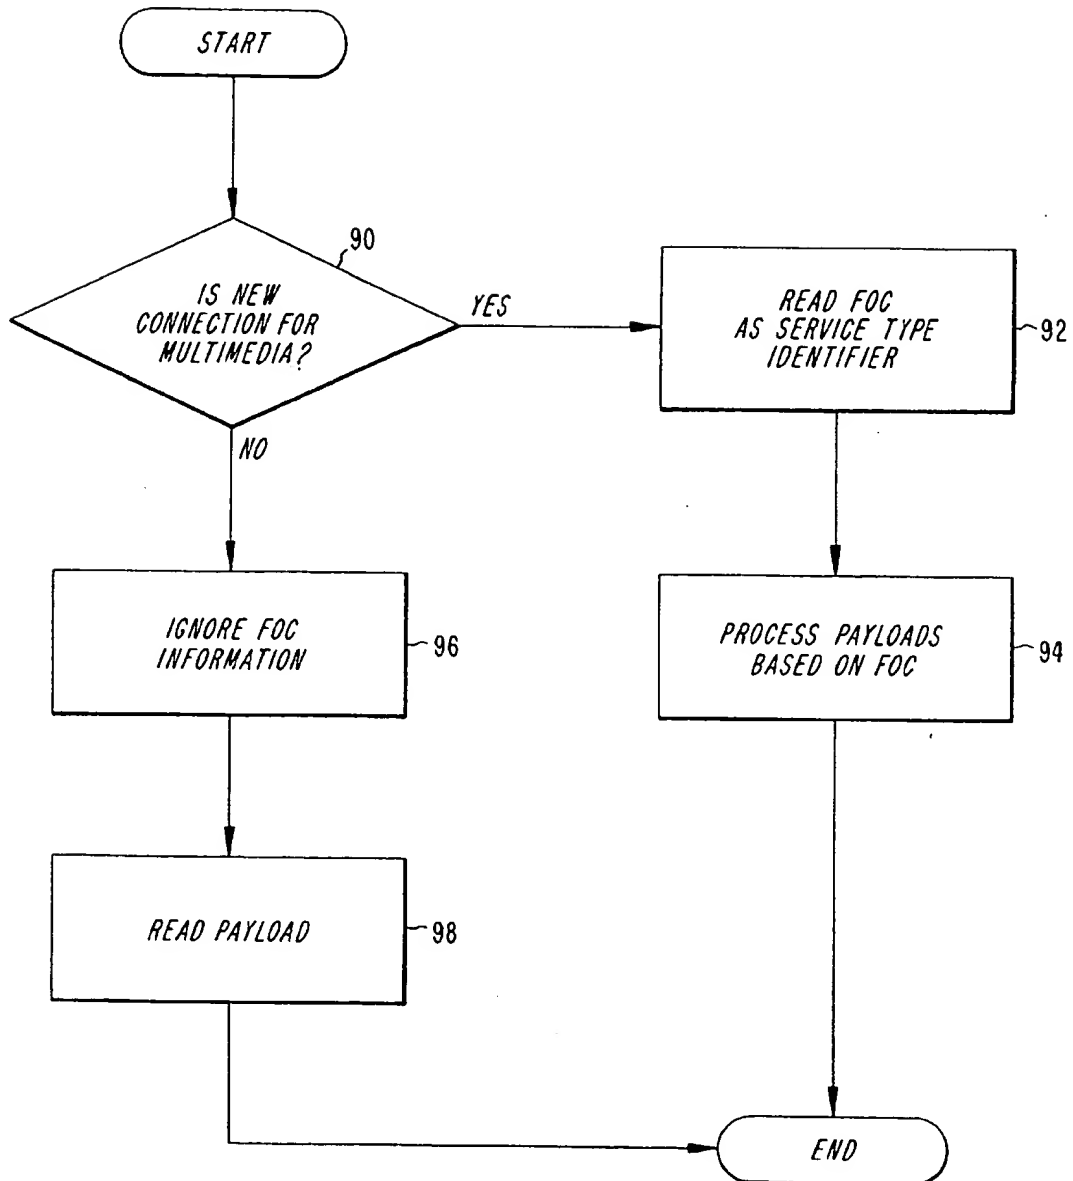 START
90
IS NEW
CONNECTION FOR
MULTIMEDIA?
YES
READ FOC
AS SERVICE TYPE
IDENTIFIER
92
NO
IGNORE FOC
INFORMATION
96
PROCESS PAYLOADS
BASED ON FOC
94
READ PAYLOAD
98
END